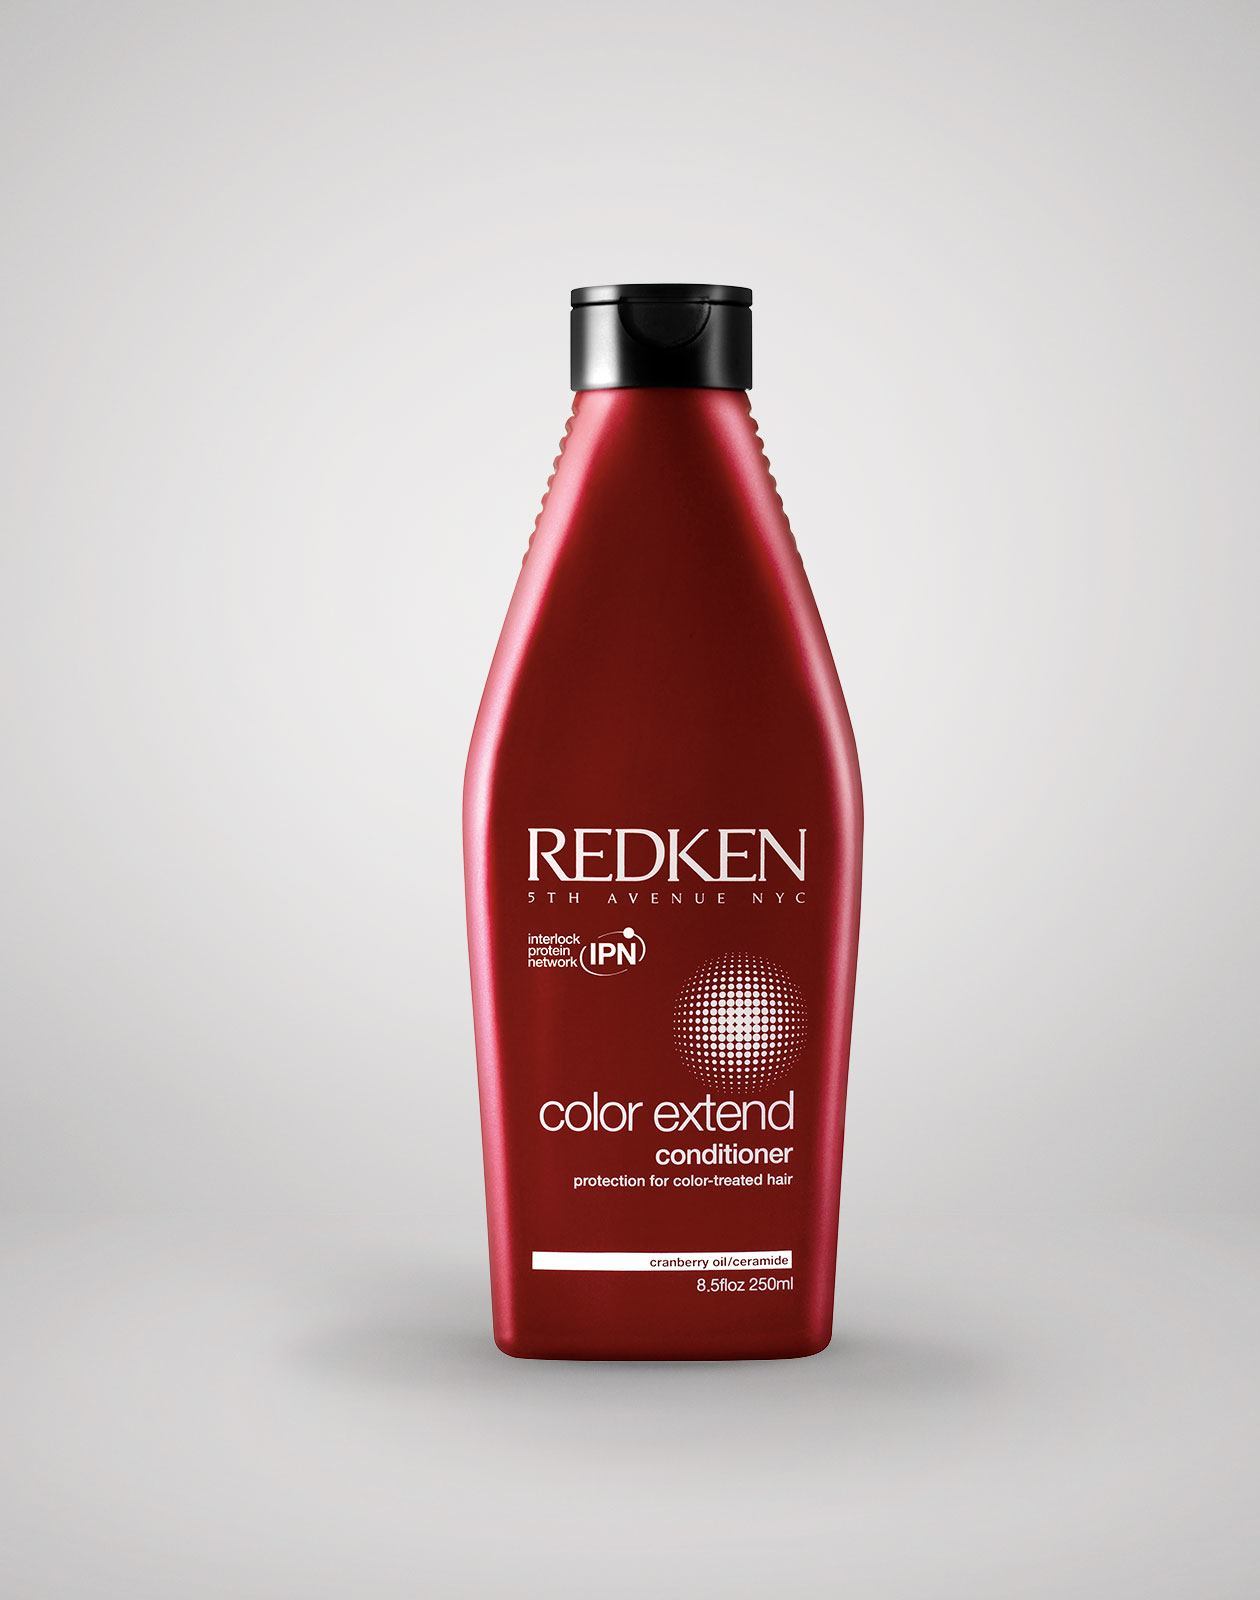 REDKEN
5TH AVENUE NYC
interlock
protein
network
IPN
color extend
conditioner
protection for color-treated hair
cranberry oil/ceramide
8.5floz 250ml